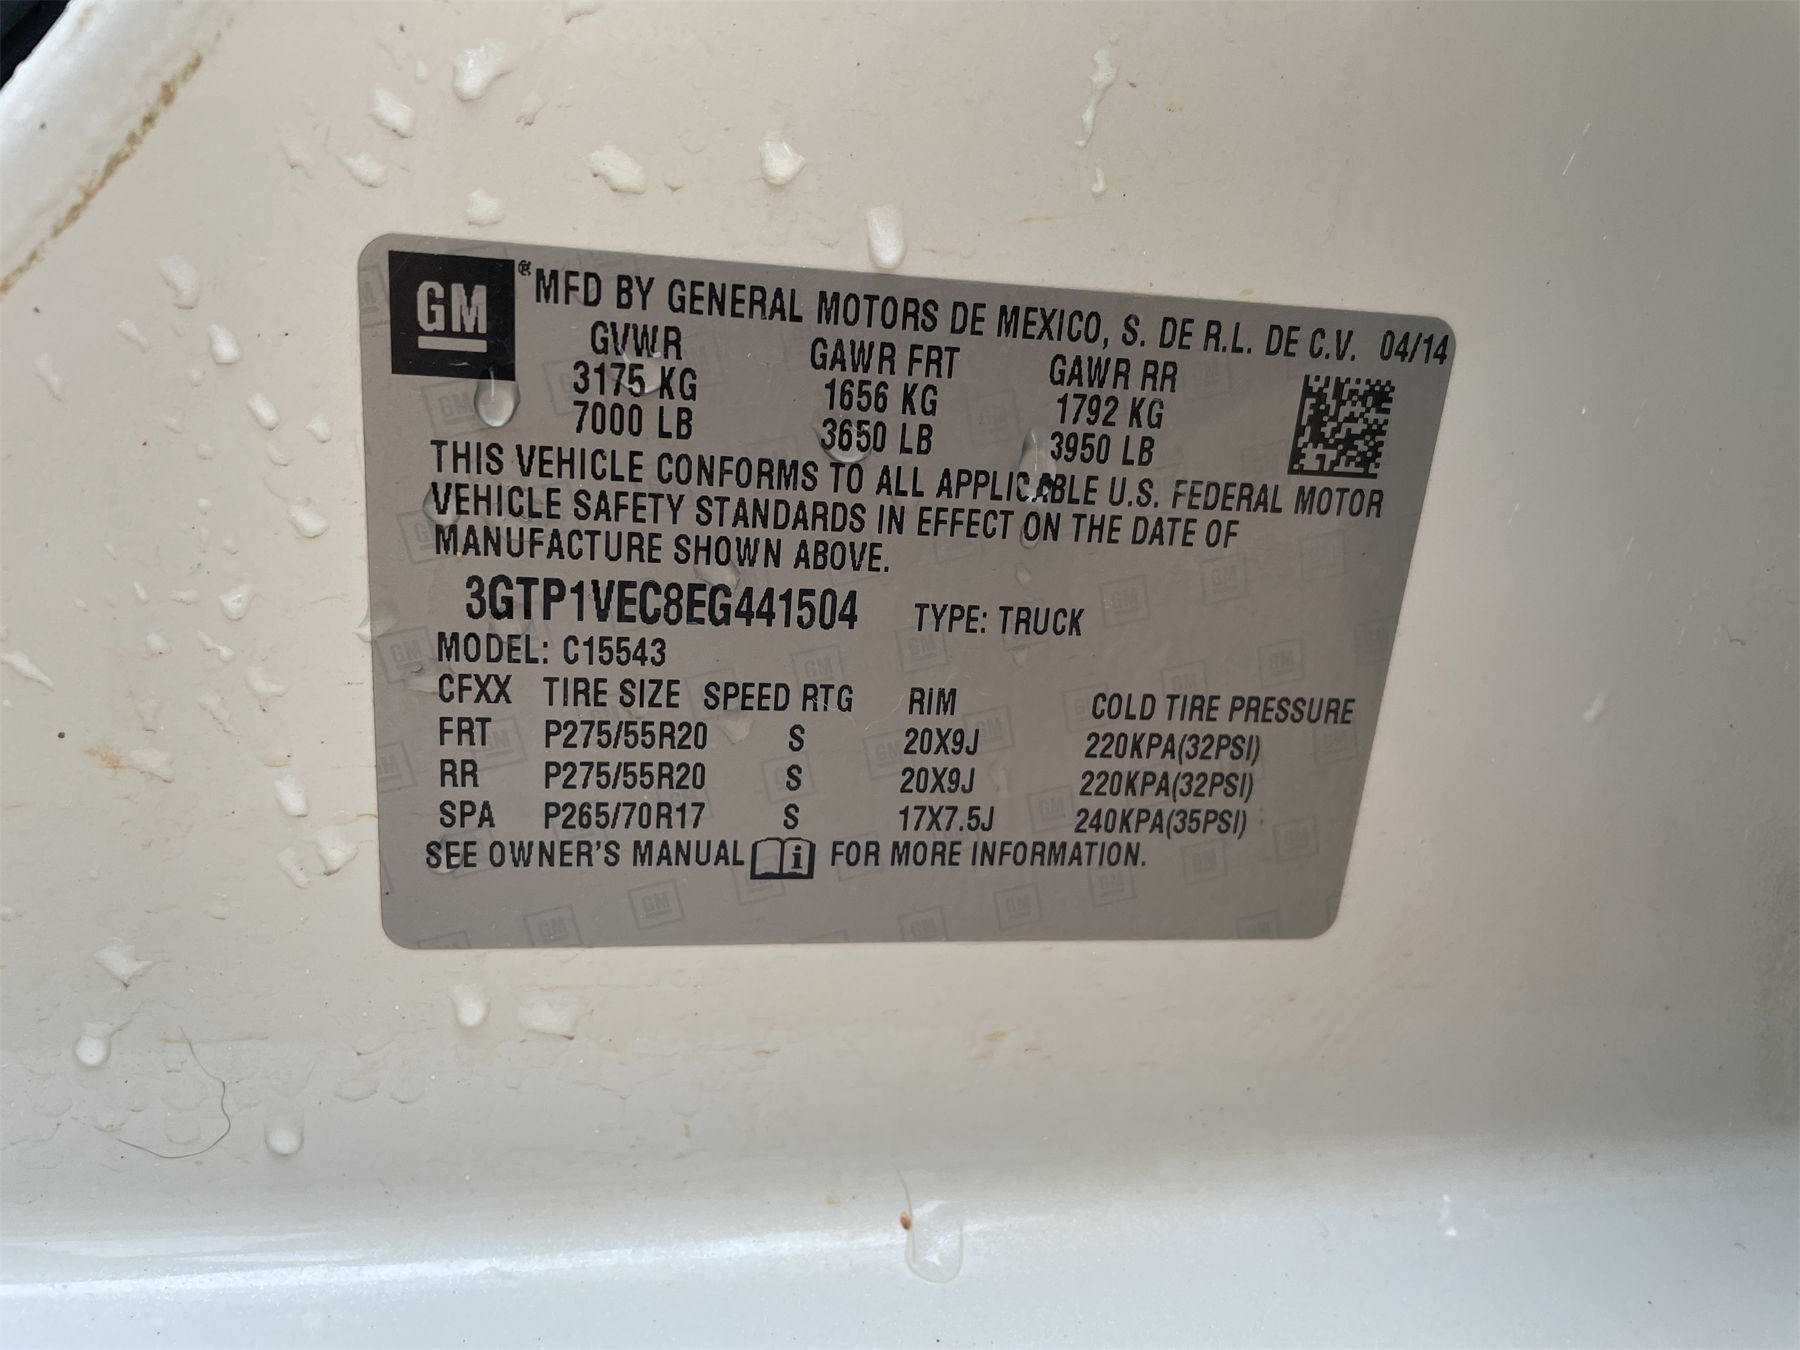 GM ® MFD BY GENERAL MOTORS DE MEXICO, S. DE R.L. DE C.V. 04/14
GVWR GAWR FRT GAWR RR
3175 KG 1656 KG 1792 KG
7000 LB 3650 LB 3950 LB
THIS VEHICLE CONFORMS TO ALL APPLICABLE U.S. FEDERAL MOTOR
VEHICLE SAFETY STANDARDS IN EFFECT ON THE DATE OF
MANUFACTURE SHOWN ABOVE.
3GTP1VEC8EG441504 TYPE: TRUCK
MODEL: C15543
CFXX TIRE SIZE SPEED RTG RIM COLD TIRE PRESSURE
FRT P275/55R20 S 20X9J 220KPA(32PSI)
RR P275/55R20 S 20X9J 220KPA(32PSI)
SPA P265/70R17 S 17X7.5J 240KPA(35PSI)
SEE OWNER'S MANUAL i FOR MORE INFORMATION.